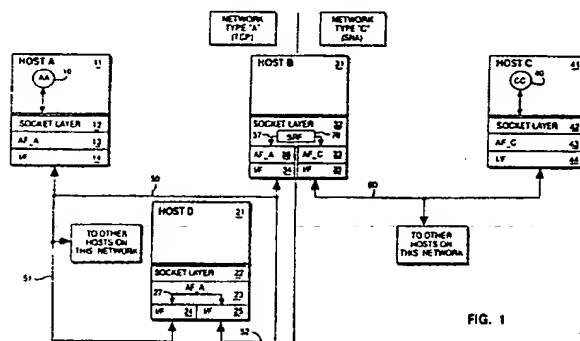 NETWORK
TYPE "A"
(TCP)
NETWORK
TYPE "C"
(SNA)
HOST A
11
AA
10
SOCKET LAYER
12
AF_A
13
I/F
14
HOST B
31
SOCKET LAYER
37
SRF
AF_A
AF_C
33
I/F
34
I/F
32
HOST C
41
CC
40
SOCKET LAYER
42
AF_C
43
I/F
44
50
60
TO OTHER
HOSTS ON
THIS NETWORK
HOST D
21
SOCKET LAYER
22
AF_A
27
23
I/F
24
I/F
25
TO OTHER
HOSTS ON
THIS NETWORK
51
52
FIG. 1